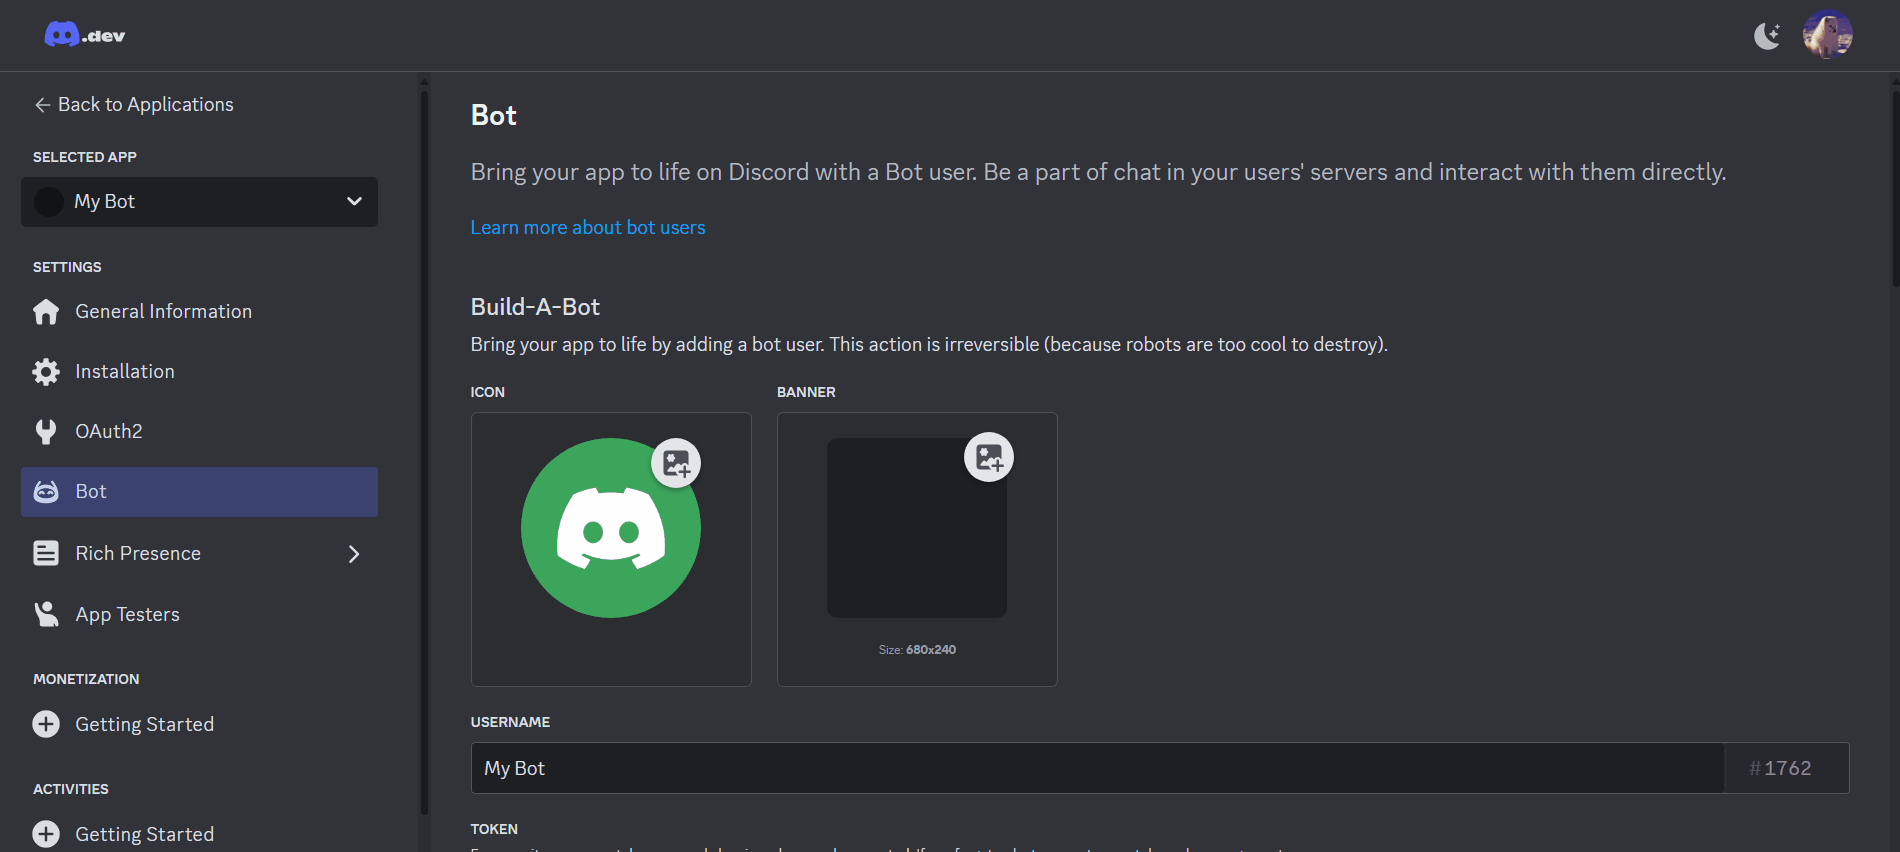 .dev
Back to Applications
SELECTED APP
My Bot
SETTINGS
General Information
Installation
OAuth2
Bot
Rich Presence
App Testers
MONETIZATION
Getting Started
ACTIVITIES
Getting Started
Bot
Bring your app to life on Discord with a Bot user. Be a part of chat in your users' servers and interact with them directly.
Learn more about bot users
Build-A-Bot
Bring your app to life by adding a bot user. This action is irreversible (because robots are too cool to destroy).
ICON
BANNER
Size: 680x240
USERNAME
My Bot
#1762
TOKEN